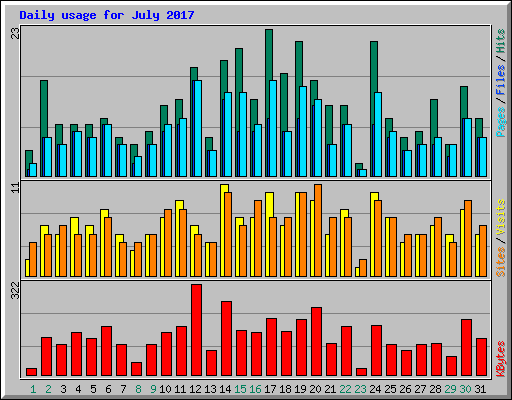 Daily usage for July 2017
23
Pages/Files/Hits
11
Sites/Visits
322
KBytes
1 2 3 4 5 6 7 8 9 10 11 12 13 14 15 16 17 18 19 20 21 22 23 24 25 26 27 28 29 30 31